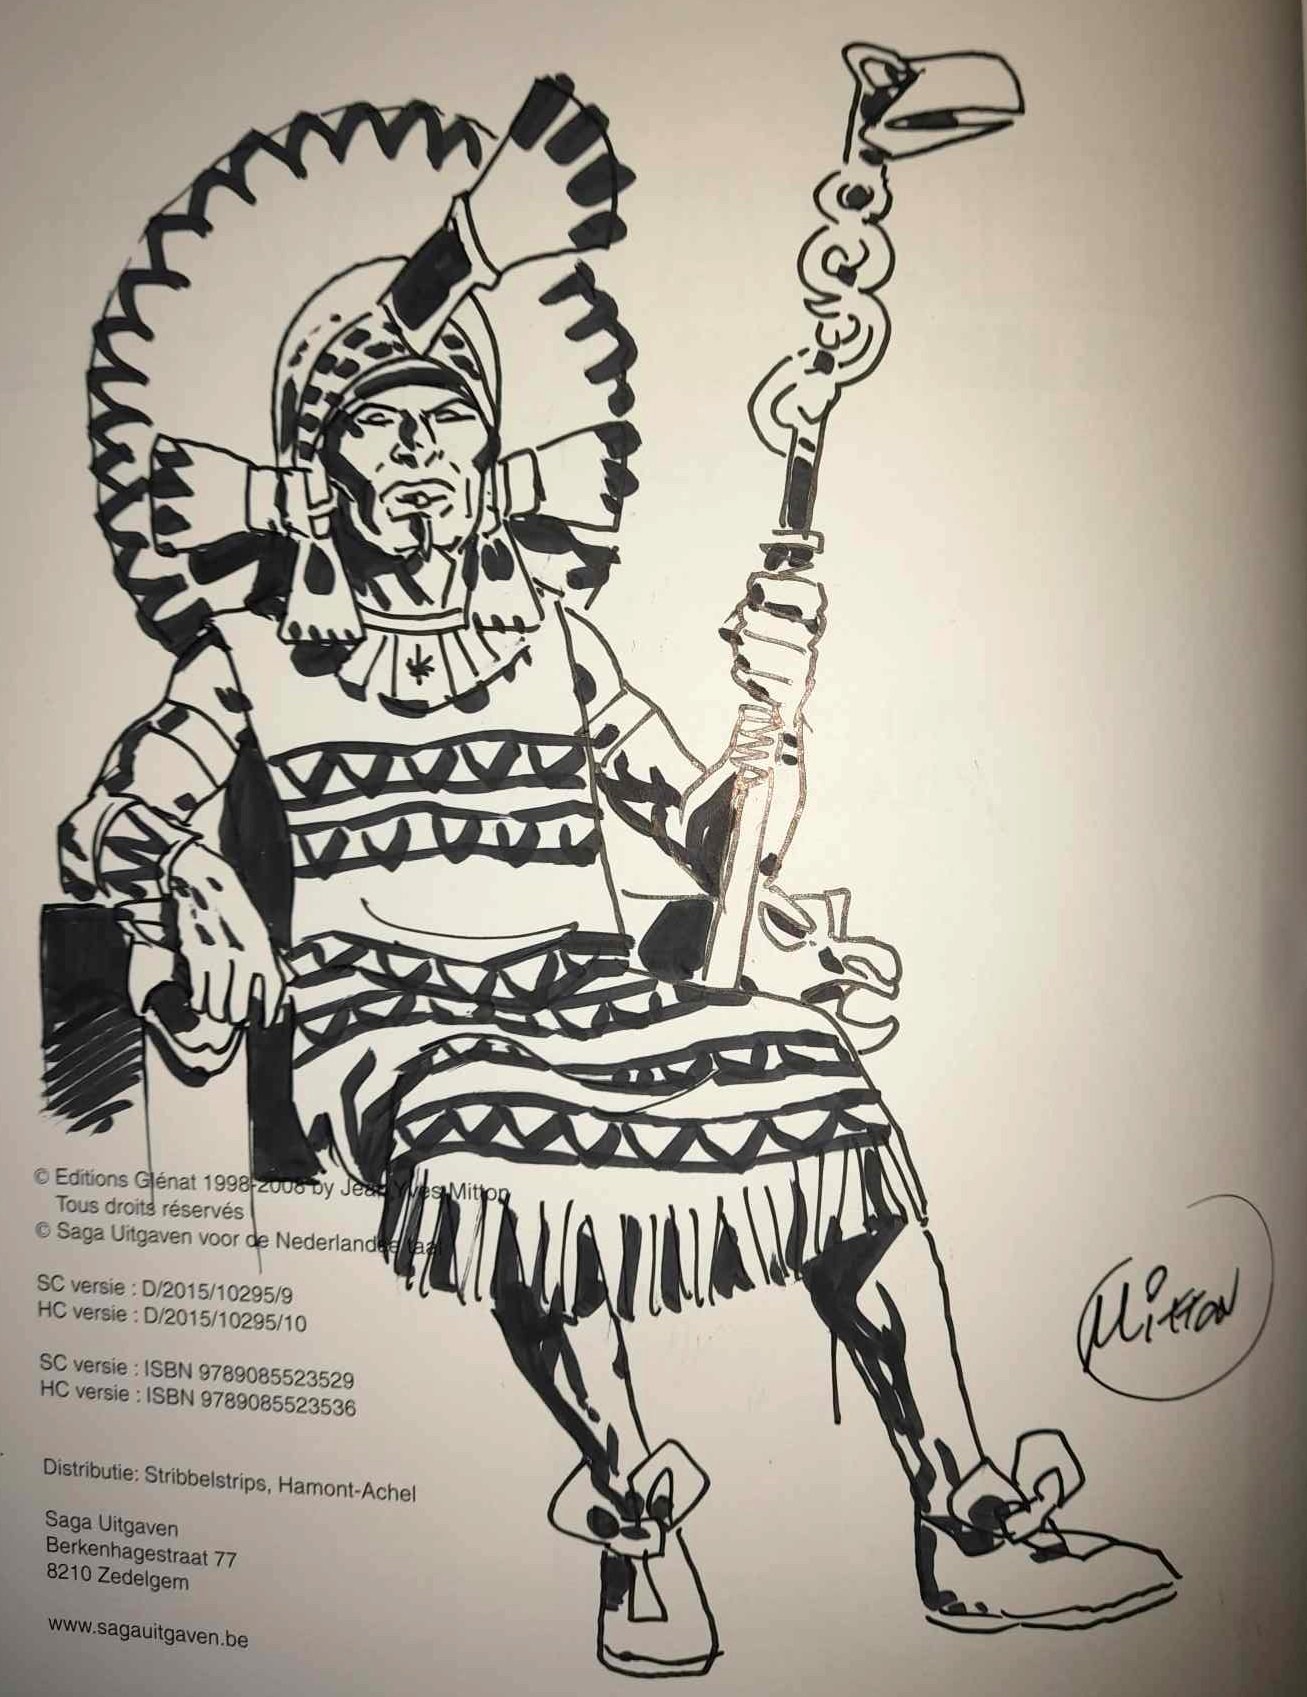 © Editions Glénat 1998-2008 by Jean-Yves Mitton
Tous droits réservés
© Saga Uitgaven voor de Nederlandse taal
SC versie : D/2015/10295/9
HC versie : D/2015/10295/10
SC versie : ISBN 9789085523529
HC versie : ISBN 9789085523536
Distributie: Stribbelstrips, Hamont-Achel
Saga Uitgaven
Berkenhagestraat 77
8210 Zedelgem
www.sagauitgaven.be
Mitton